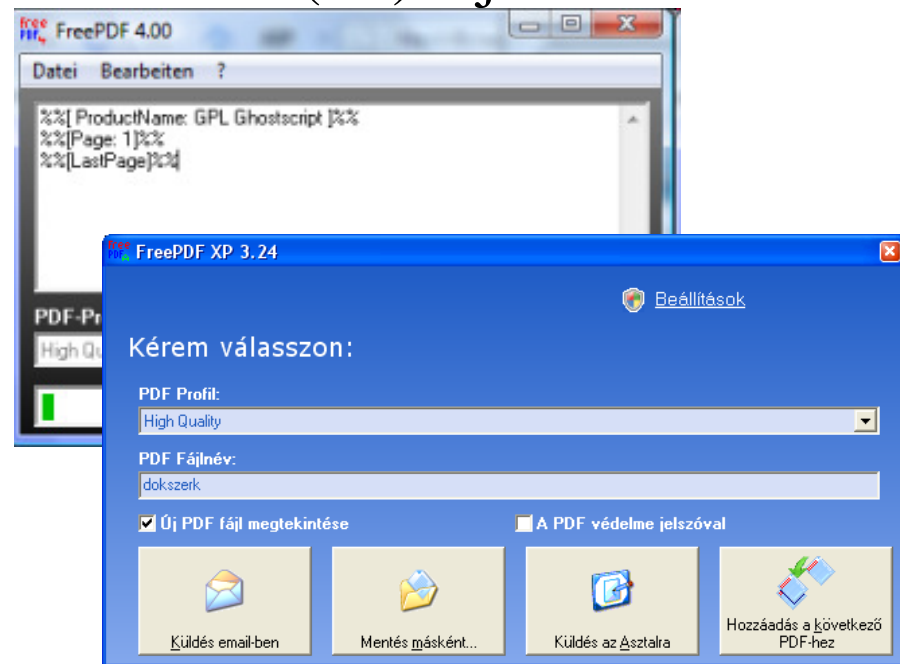 FreePDF 4.00
Datei Bearbeiten ?
%%[ ProductName: GPL Ghostscript ]%%
%%[Page: 1]%%
%%[LastPage]%%
PDF-Pr
High Qu
FreePDF XP 3.24
Beállítások
Kérem válasszon:
PDF Profil:
High Quality
PDF Fájlnév:
dokszerk
Új PDF fájl megtekintése
A PDF védelme jelszóval
Küldés email-ben
Mentés másként...
Küldés az Asztalra
Hozzáadás a következő
PDF-hez